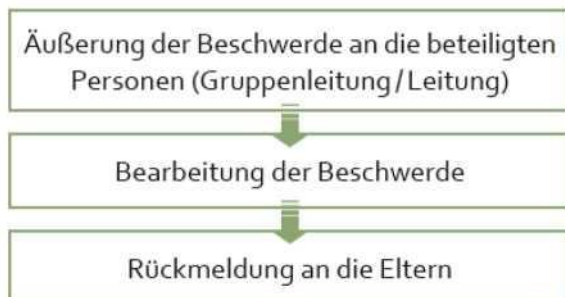 Äußerung der Beschwerde an die beteiligten
Personen (Gruppenleitung / Leitung)
Bearbeitung der Beschwerde
Rückmeldung an die Eltern